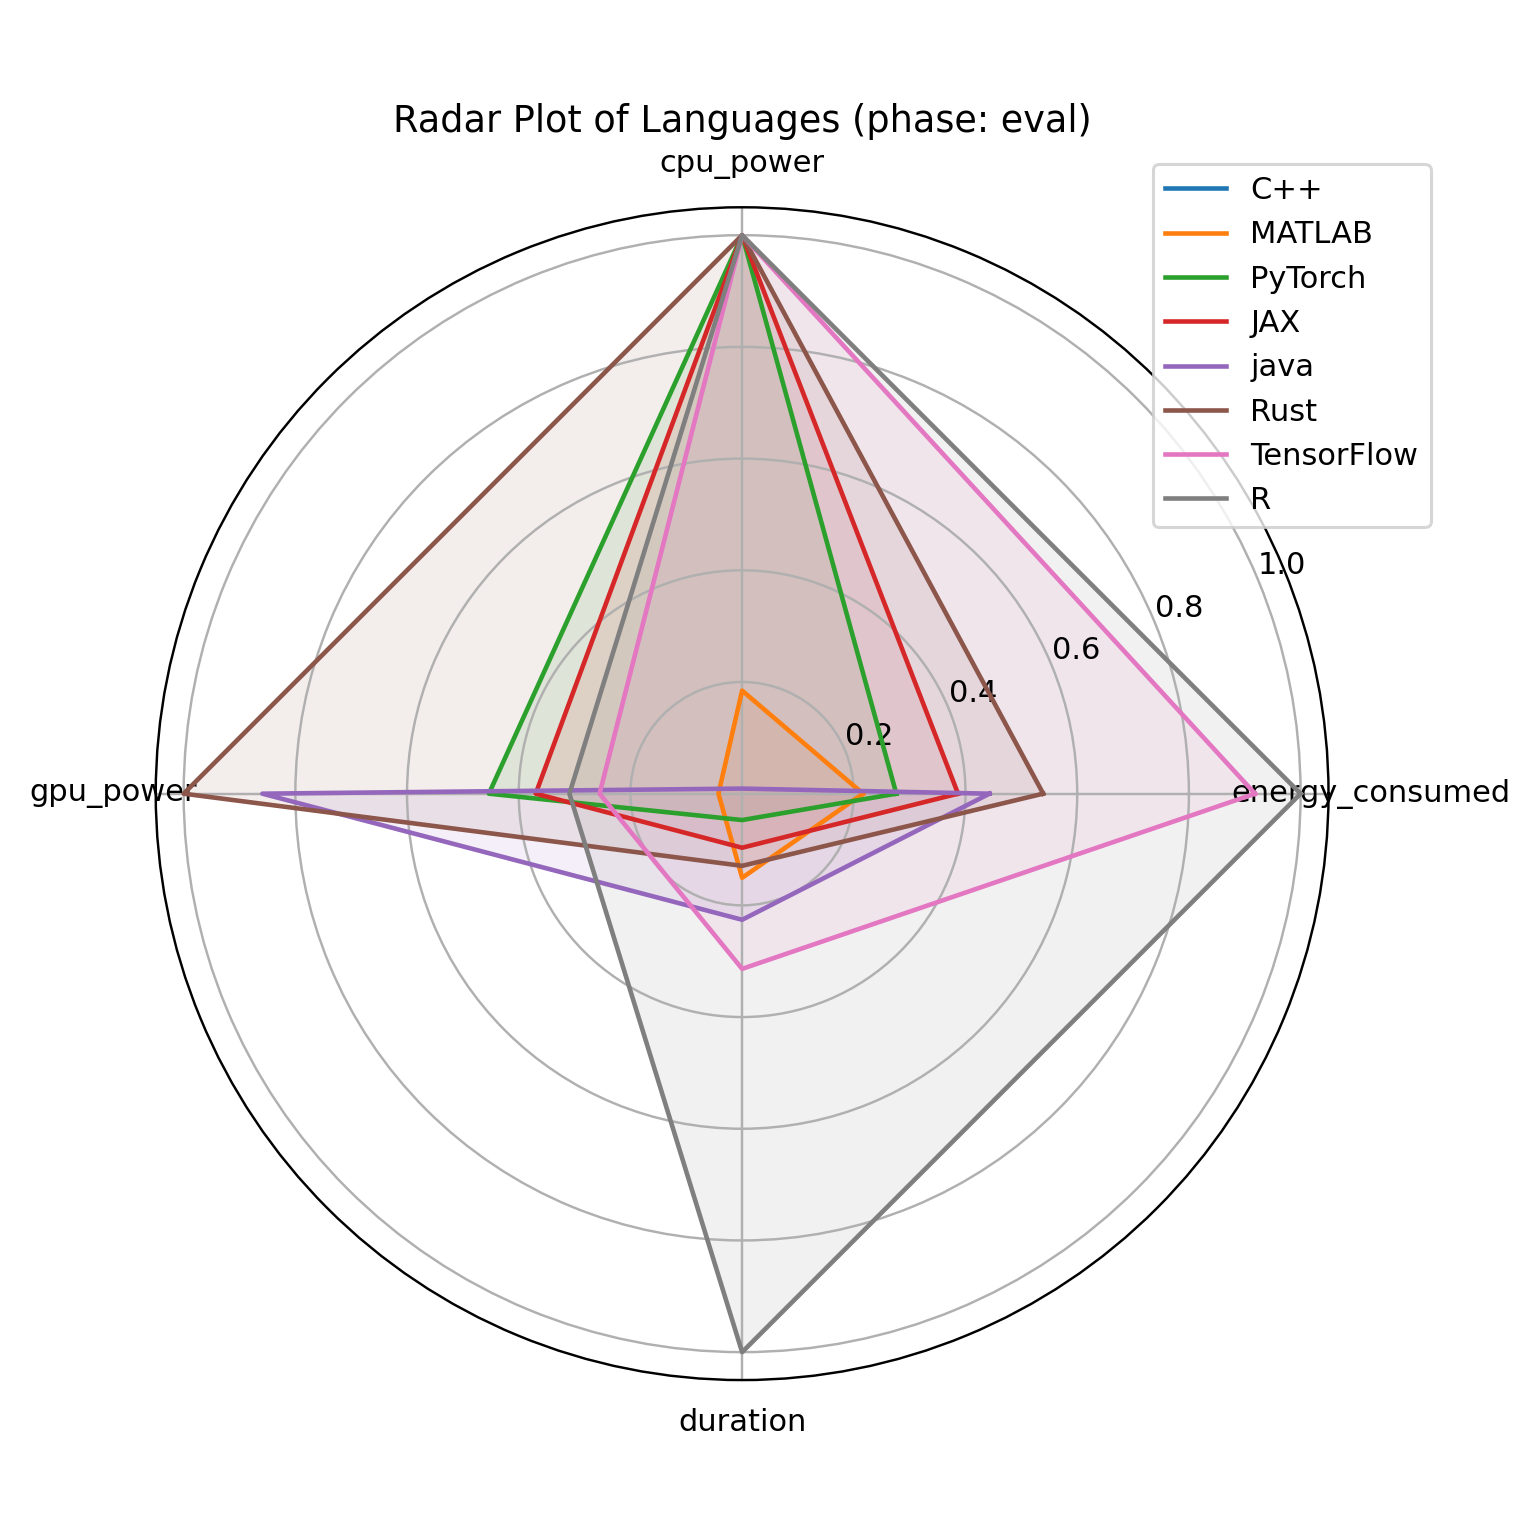 Radar Plot of Languages (phase: eval)
cpu_power
C++
MATLAB
PyTorch
JAX
java
Rust
TensorFlow
R
1.0
0.8
0.6
0.4
0.2
gpu_power
energy_consumed
duration